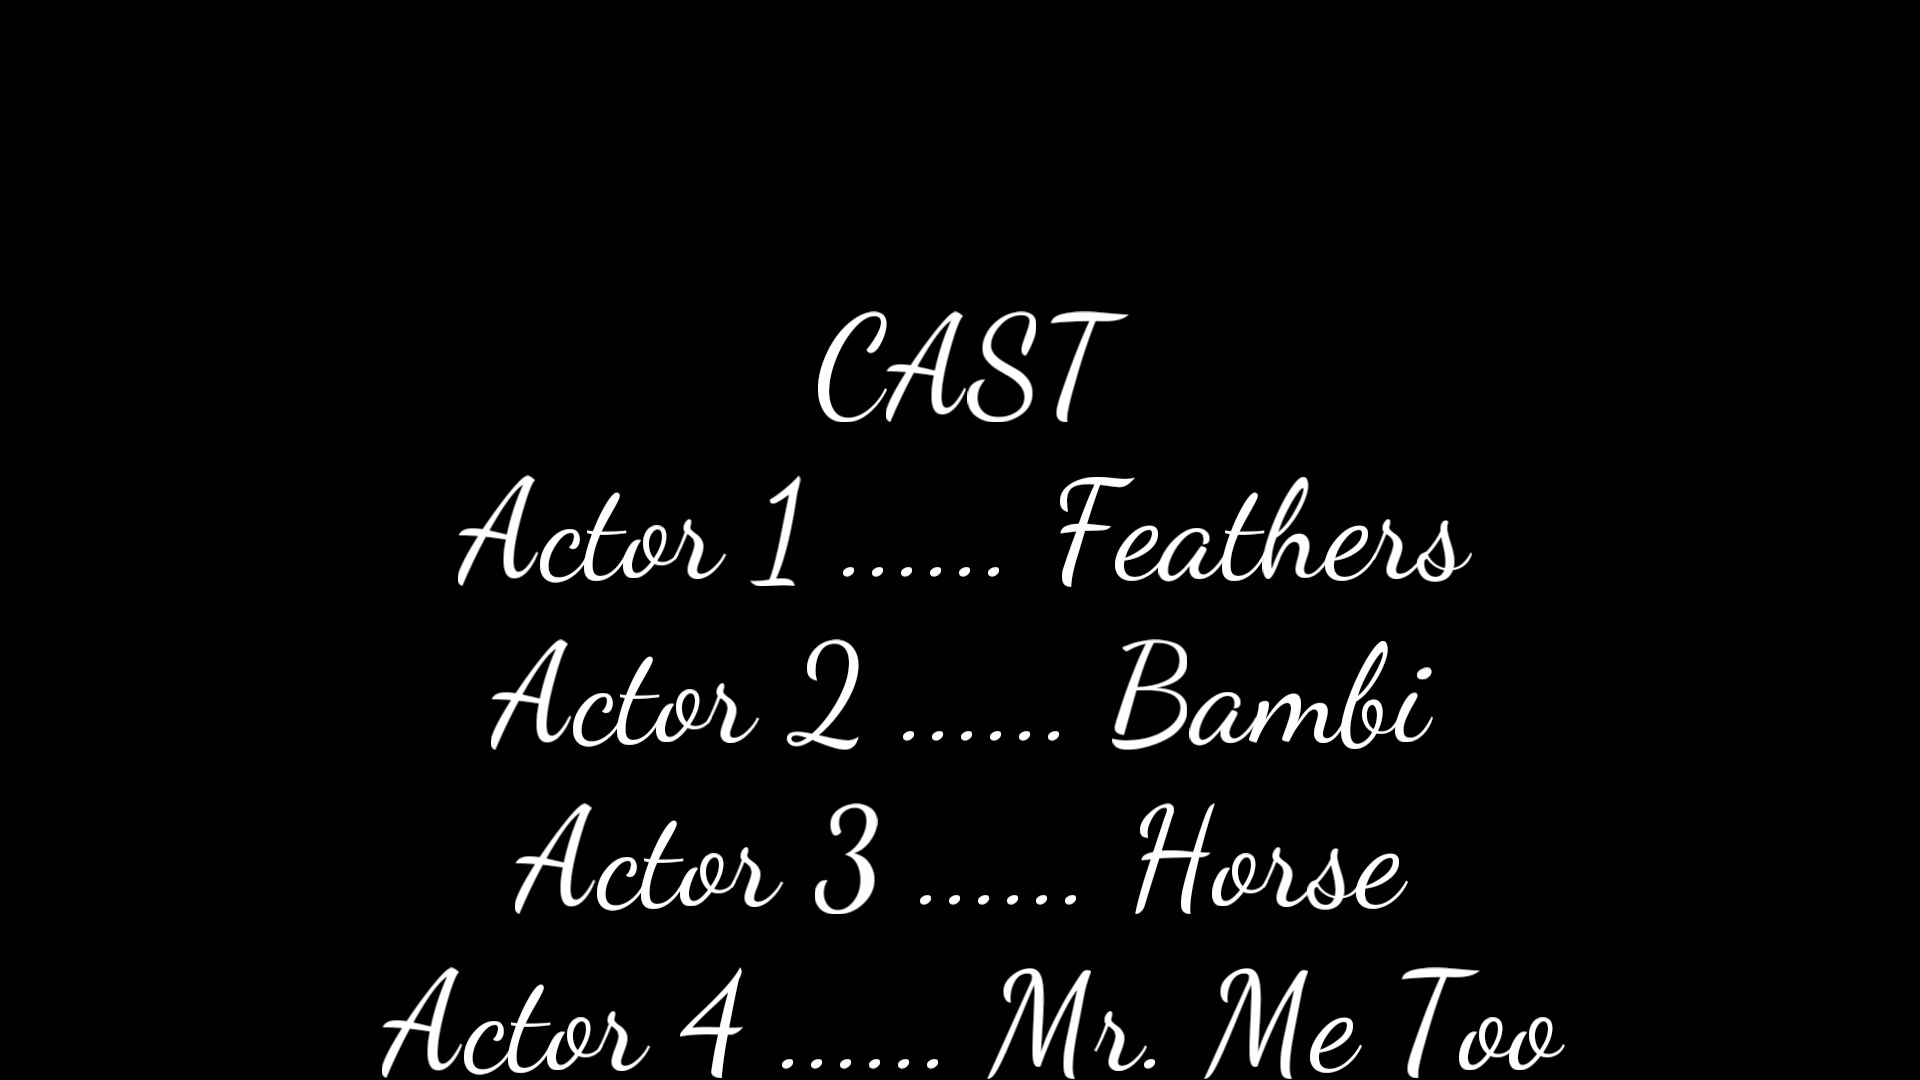 CAST
Actor 1 ...... Feathers
Actor 2 ...... Bambi
Actor 3 ...... Horse
Actor 4 ...... Mr. Me Too